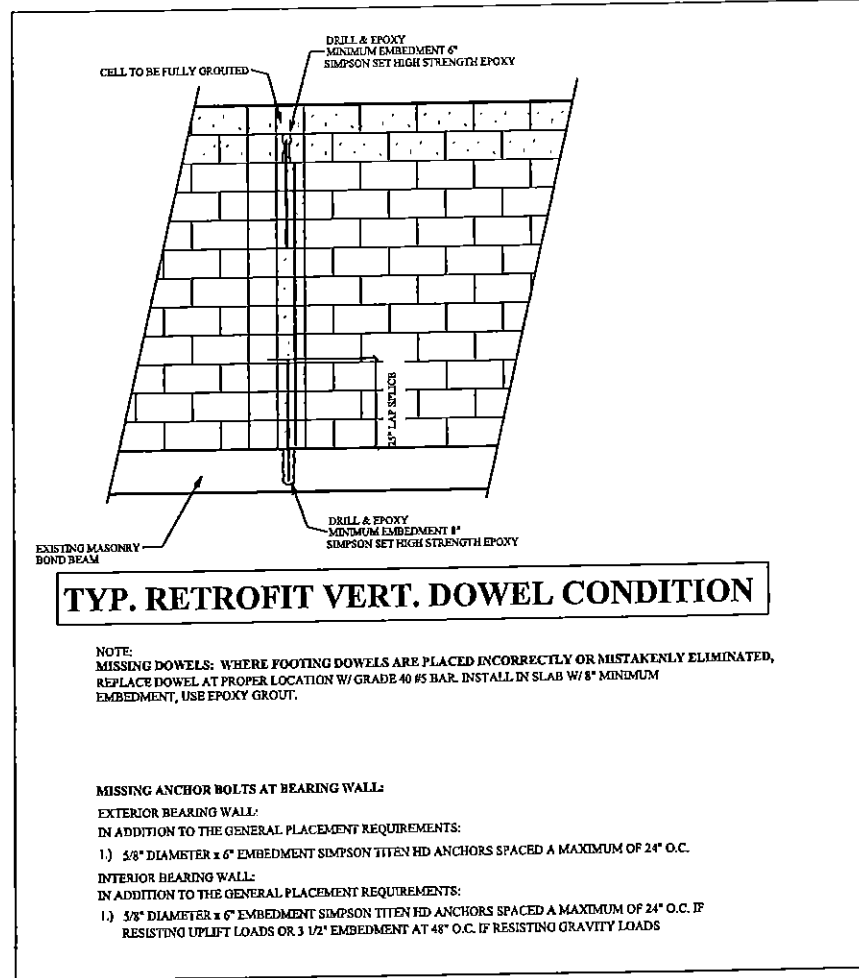 DRILL & EPOXY
MINIMUM EMBEDMENT 6"
SIMPSON SET HIGH STRENGTH EPOXY
CELL TO BE FULLY GROUTED
25" LAP SPLICE
DRILL & EPOXY
MINIMUM EMBEDMENT 8"
SIMPSON SET HIGH STRENGTH EPOXY
EXISTING MASONRY
BOND BEAM
TYP. RETROFIT VERT. DOWEL CONDITION
NOTE:
MISSING DOWELS: WHERE FOOTING DOWELS ARE PLACED INCORRECTLY OR MISTAKENLY ELIMINATED,
REPLACE DOWEL AT PROPER LOCATION W/ GRADE 40 #5 BAR. INSTALL IN SLAB W/ 8" MINIMUM
EMBEDMENT, USE EPOXY GROUT.
MISSING ANCHOR BOLTS AT BEARING WALL:
EXTERIOR BEARING WALL:
IN ADDITION TO THE GENERAL PLACEMENT REQUIREMENTS:
1.) 5/8" DIAMETER x 6" EMBEDMENT SIMPSON TITEN HD ANCHORS SPACED A MAXIMUM OF 24" O.C.
INTERIOR BEARING WALL:
IN ADDITION TO THE GENERAL PLACEMENT REQUIREMENTS:
1.) 5/8" DIAMETER x 6" EMBEDMENT SIMPSON TITEN HD ANCHORS SPACED A MAXIMUM OF 24" O.C. IF
RESISTING UPLIFT LOADS OR 3 1/2" EMBEDMENT AT 48" O.C. IF RESISTING GRAVITY LOADS